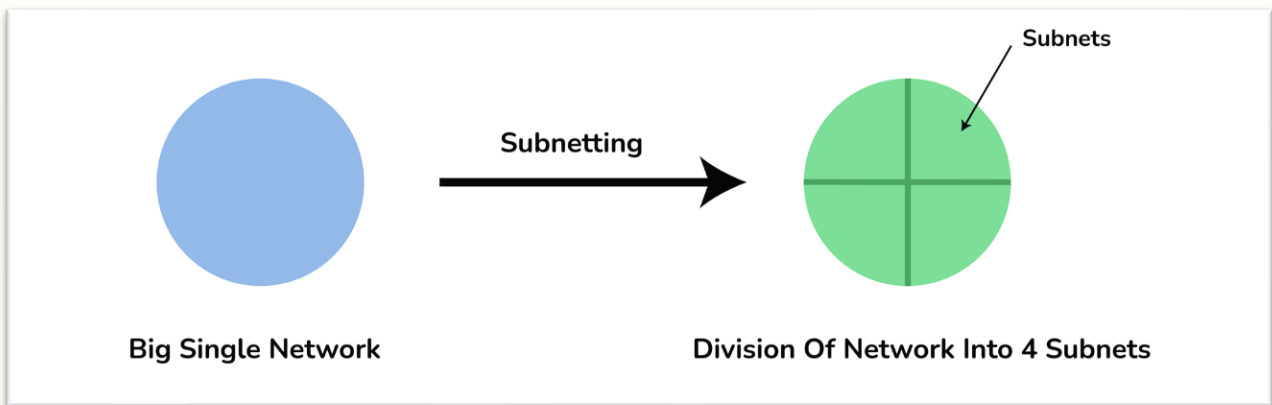 Subnets
Subnetting
Big Single Network
Division Of Network Into 4 Subnets